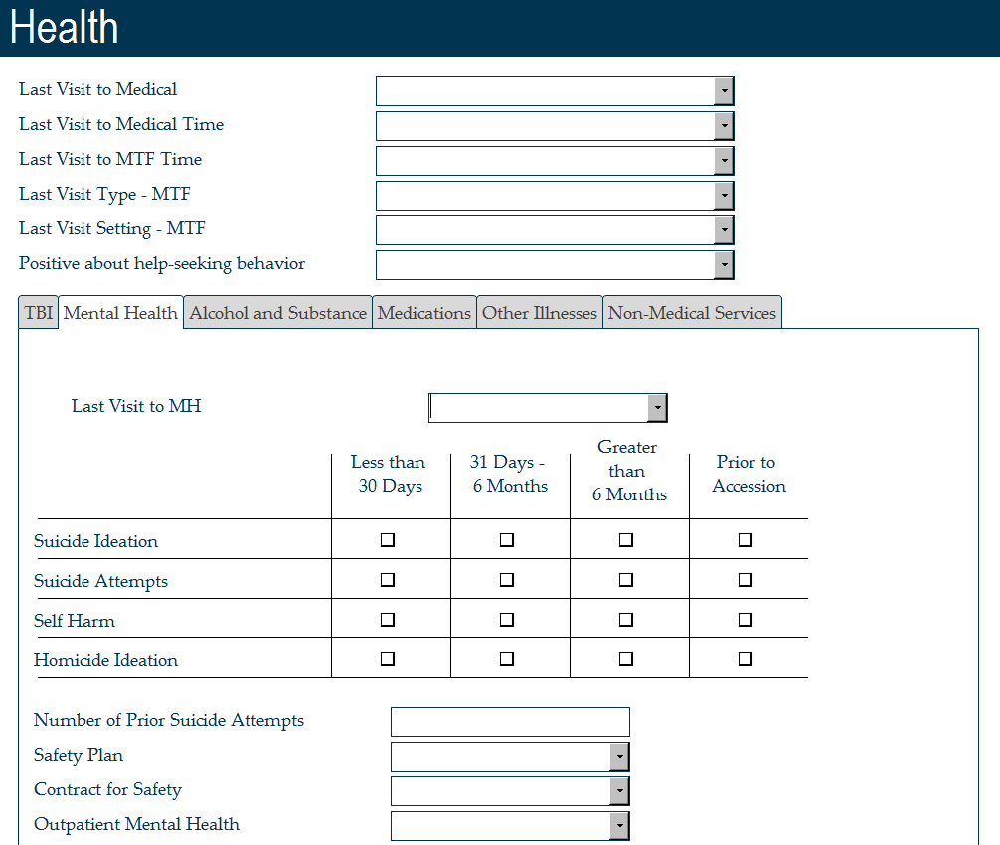 Health
Last Visit to Medical
Last Visit to Medical Time
Last Visit to MTF Time
Last Visit Type - MTF
Last Visit Setting - MTF
Positive about help-seeking behavior
TBI Mental Health Alcohol and Substance Medications Other Illnesses Non-Medical Services
Last Visit to MH
Less than
30 Days
31 Days -
6 Months
Greater
than
6 Months
Prior to
Accession
Suicide Ideation
Suicide Attempts
Self Harm
Homicide Ideation
Number of Prior Suicide Attempts
Safety Plan
Contract for Safety
Outpatient Mental Health